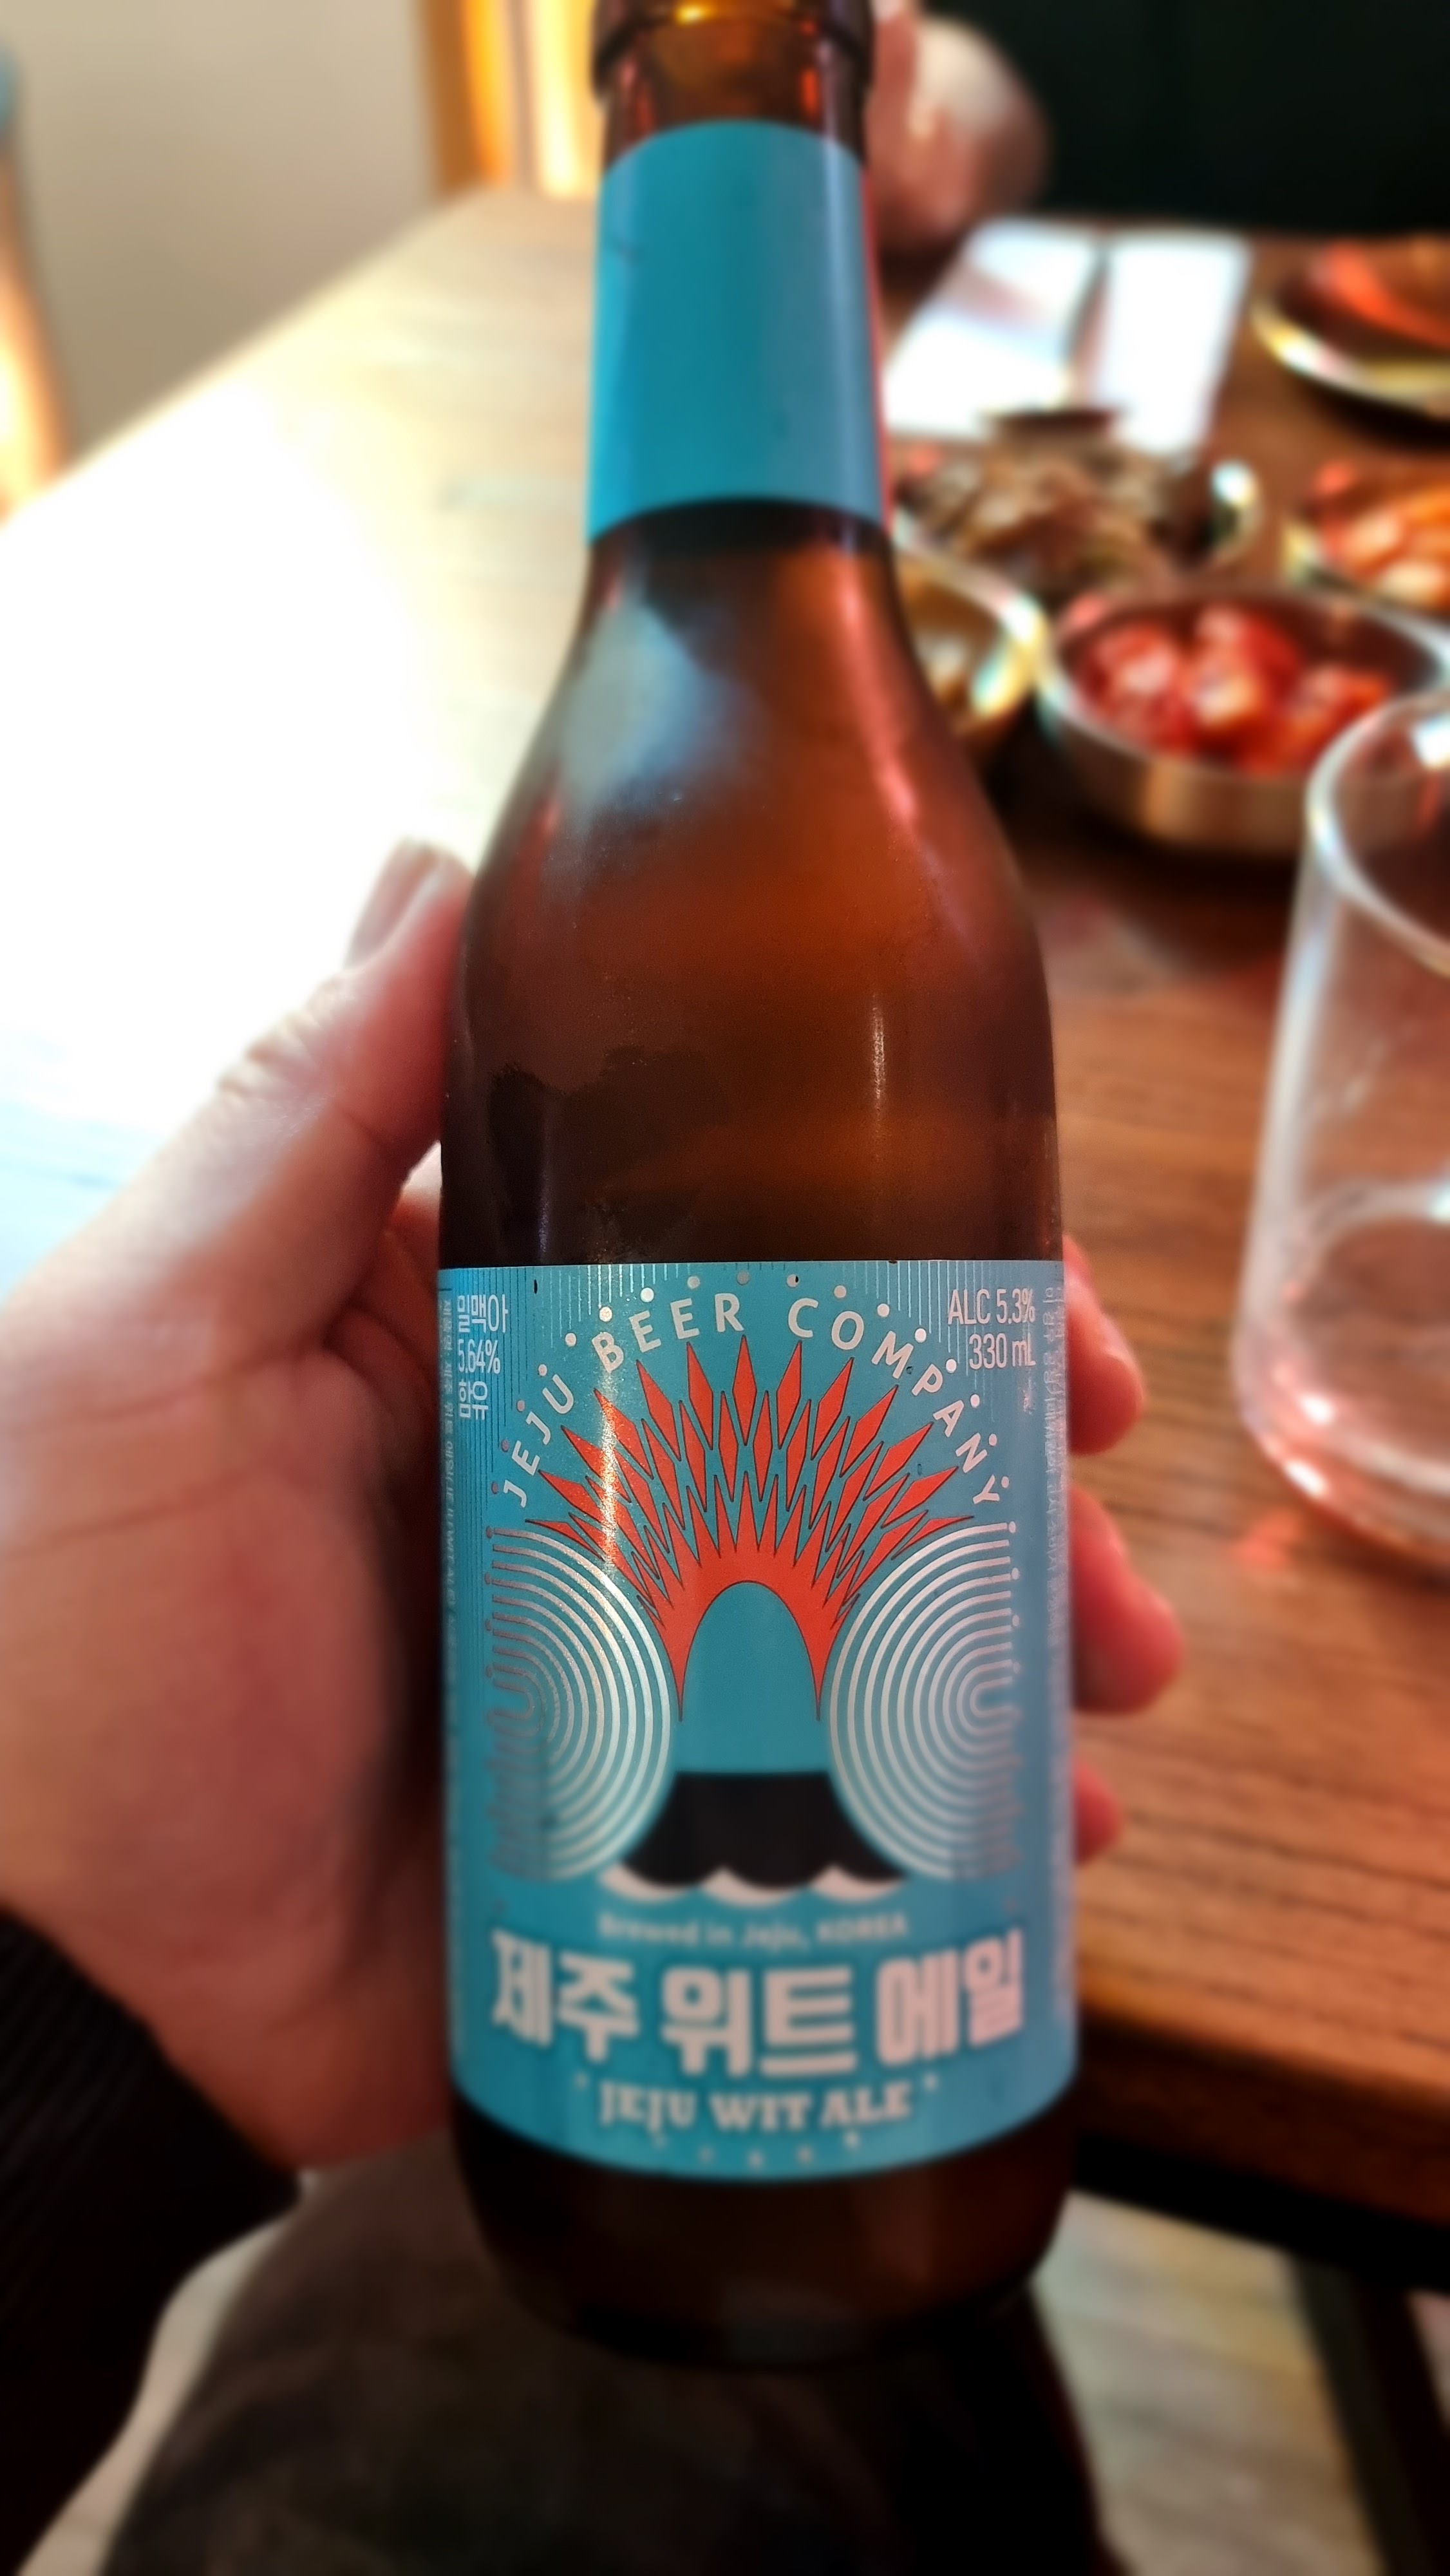 밀맥아
5.64%
함유
JEJU BEER COMPANY
ALC 5.3%
330 mL
Brewed in Jeju, KOREA
제주 위트 에일
JEJU WIT ALE